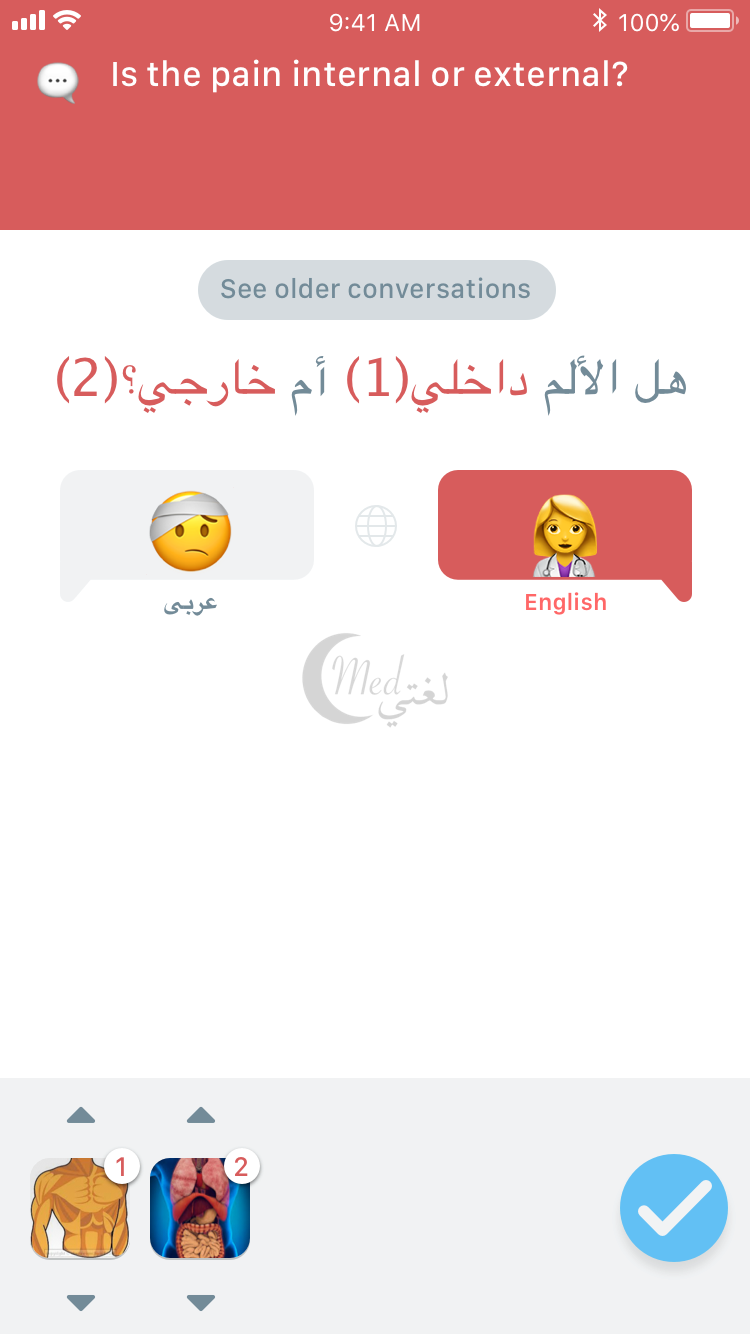 9:41 AM
100%
Is the pain internal or external?
See older conversations
هل الألم داخلي(1) أم خارجي؟(2)
عربى
English
Med لغتي
1
2